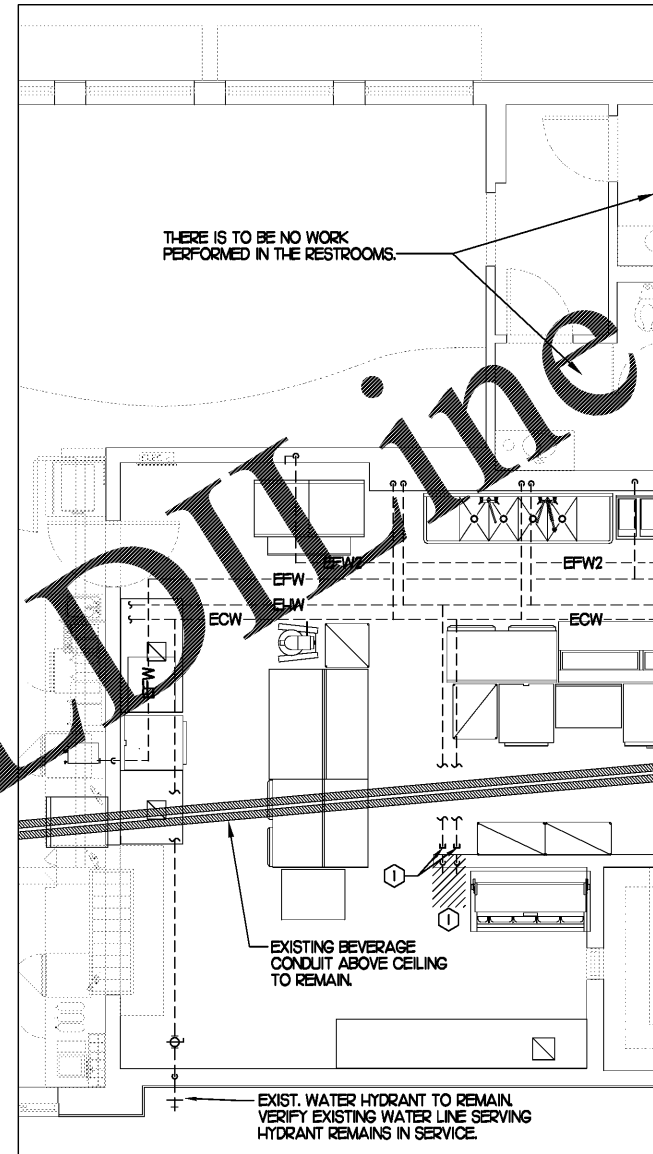 THERE IS TO BE NO WORK
PERFORMED IN THE RESTROOMS.
EFW2
EFW2
EFW
EHW
ECW
ECW
EFW
LDILine
1
1
EXISTING BEVERAGE
CONDUIT ABOVE CEILING
TO REMAIN.
EXIST. WATER HYDRANT TO REMAIN.
VERIFY EXISTING WATER LINE SERVING
HYDRANT REMAINS IN SERVICE.